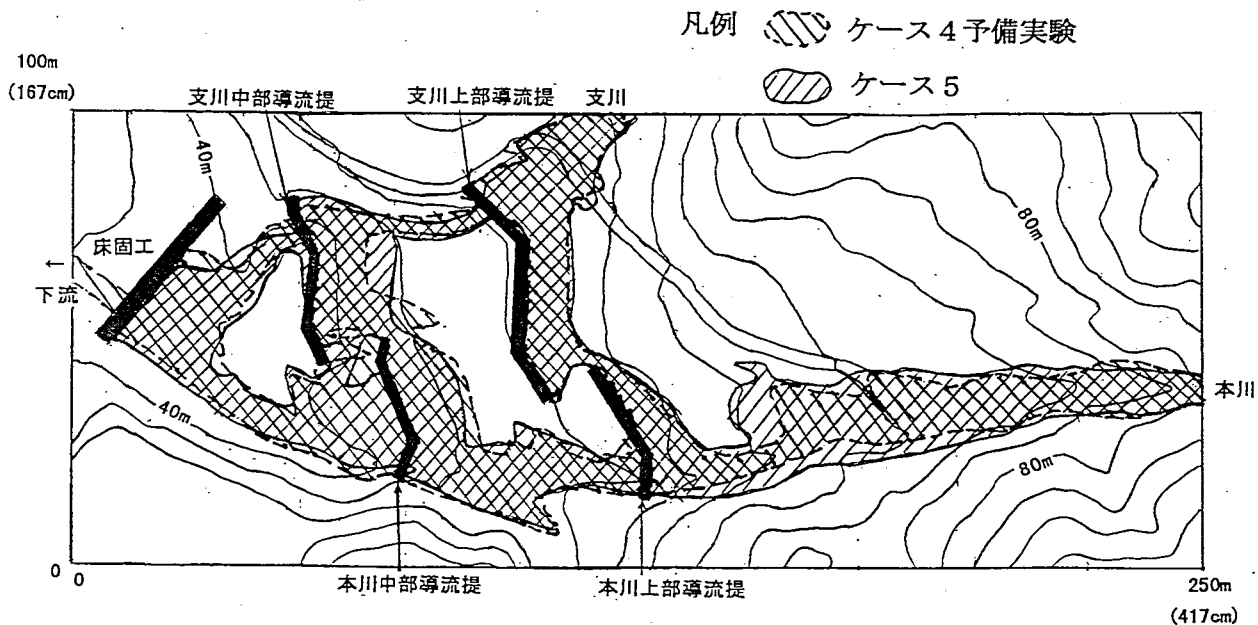 凡例
ケース4予備実験
ケース5
100m
(167cm)
支川中部導流提
支川上部導流提
支川
40m
80m
床固工
←
下流
本川
40m
80m
0
0
本川中部導流提
本川上部導流提
250m
(417cm)